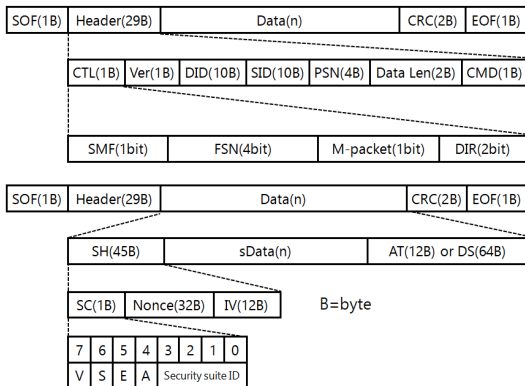 SOF(1B) Header(29B) Data(n) CRC(2B) EOF(1B)
CTL(1B) Ver(1B) DID(10B) SID(10B) PSN(4B) Data Len(2B) CMD(1B)
SMF(1bit) FSN(4bit) M-packet(1bit) DIR(2bit)
SOF(1B) Header(29B) Data(n) CRC(2B) EOF(1B)
SH(45B) sData(n) AT(12B) or DS(64B)
SC(1B) Nonce(32B) IV(12B) B=byte
7 6 5 4 3 2 1 0
V S E A Security suite ID